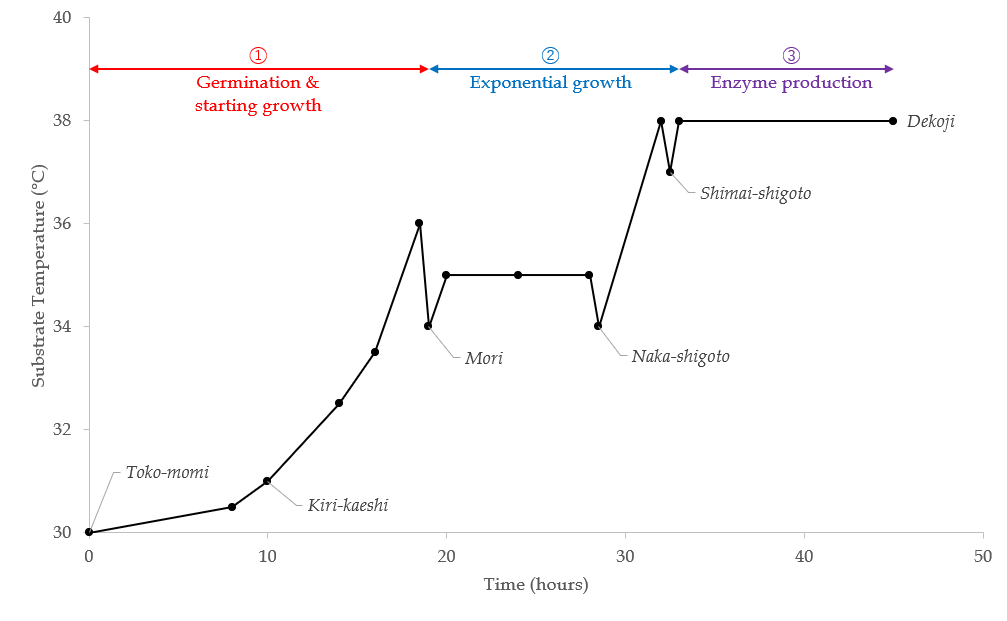 40
①
②
③
Germination &
starting growth
Exponential growth
Enzyme production
38
Dekoji
Shimai-shigoto
36
Substrate Temperature (°C)
34
Mori
Naka-shigoto
32
Toko-momi
Kiri-kaeshi
30
0
10
20
30
40
50
Time (hours)